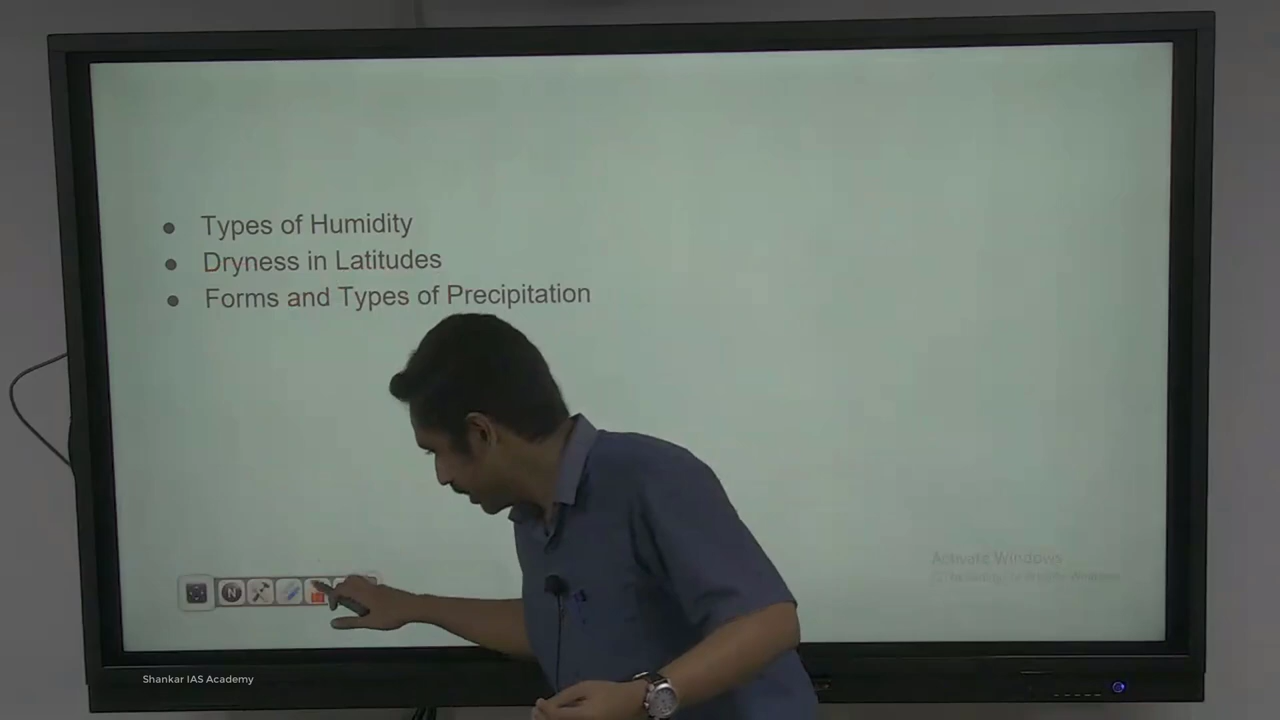 Types of Humidity
Dryness in Latitudes
Forms and Types of Precipitation
N
Activate Windows
Shankar IAS Academy